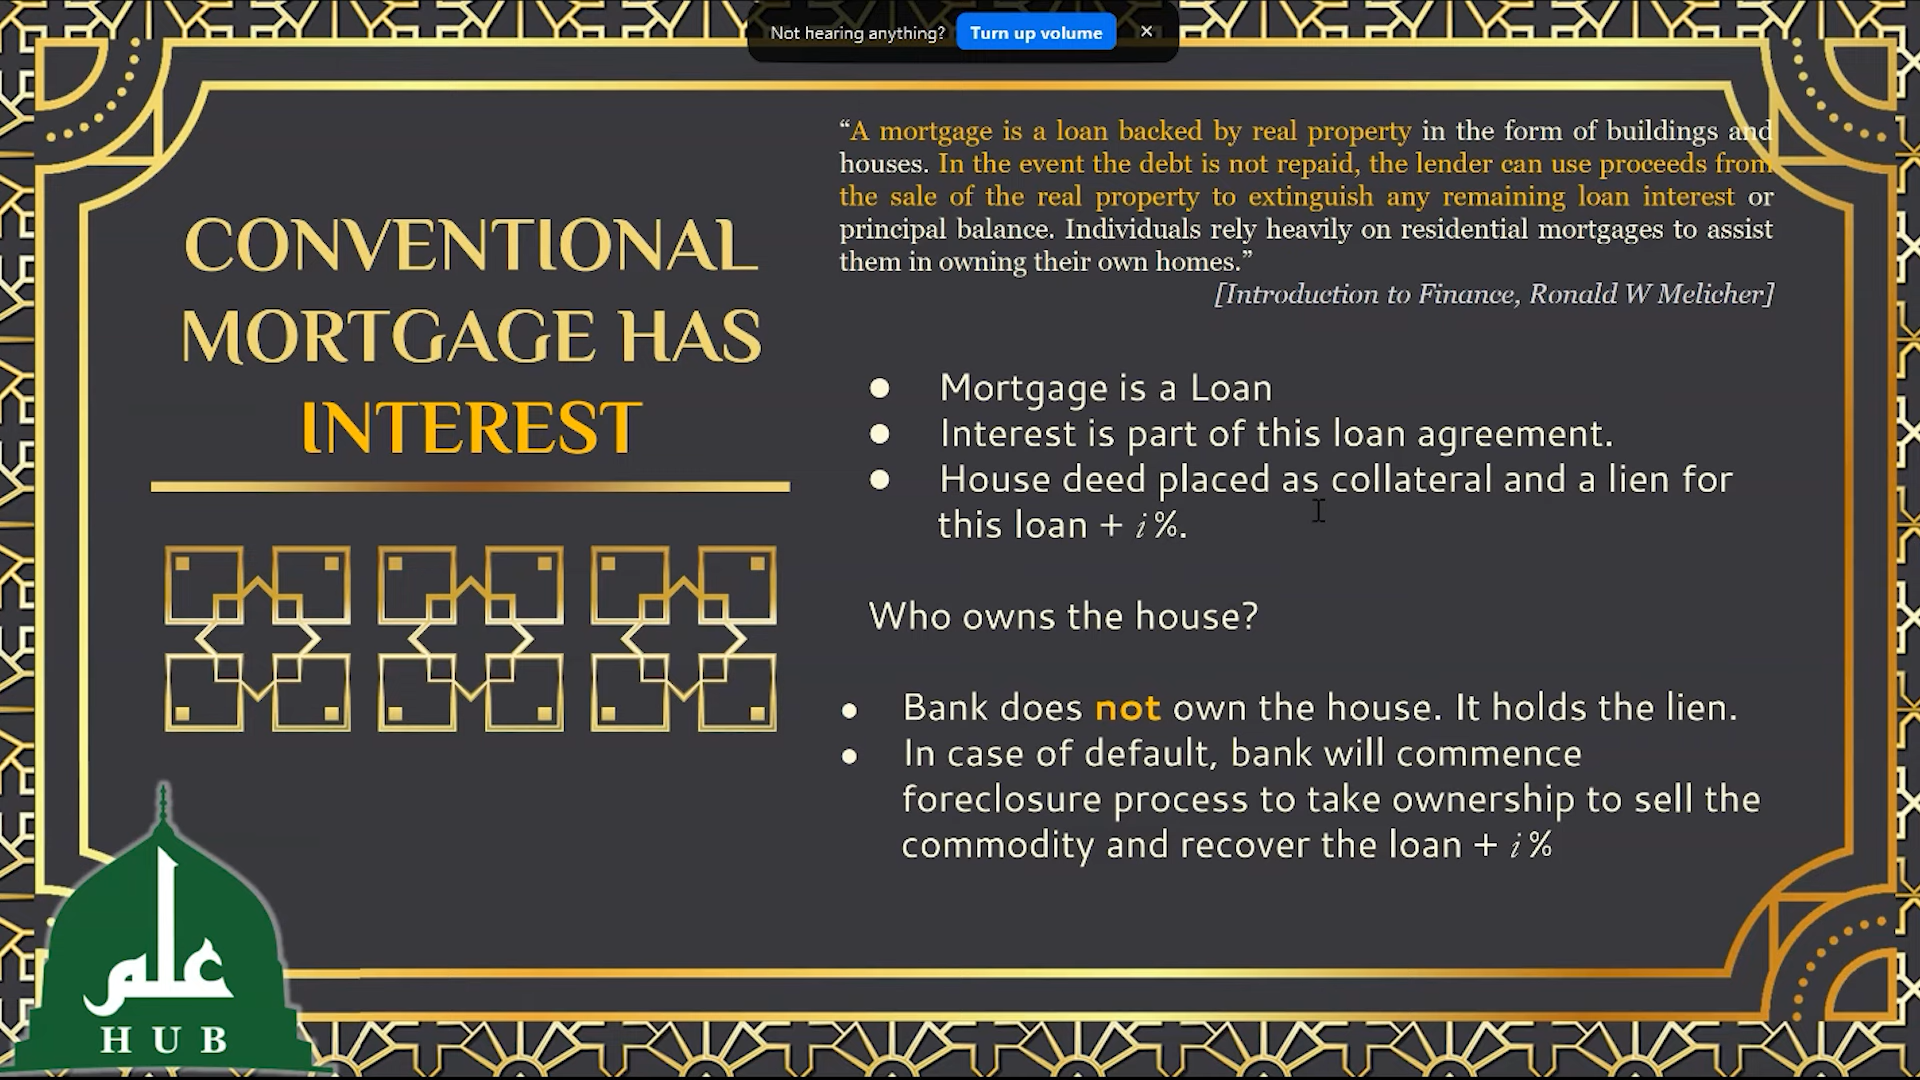 Not hearing anything? Turn up volume ×
CONVENTIONAL
MORTGAGE HAS
INTEREST
“A mortgage is a loan backed by real property in the form of buildings and
houses. In the event the debt is not repaid, the lender can use proceeds from
the sale of the real property to extinguish any remaining loan interest or
principal balance. Individuals rely heavily on residential mortgages to assist
them in owning their own homes.”
[Introduction to Finance, Ronald W Melicher]
● Mortgage is a Loan
● Interest is part of this loan agreement.
● House deed placed as collateral and a lien for
this loan + i %.
Who owns the house?
● Bank does not own the house. It holds the lien.
● In case of default, bank will commence
foreclosure process to take ownership to sell the
commodity and recover the loan + i %
علم
HUB